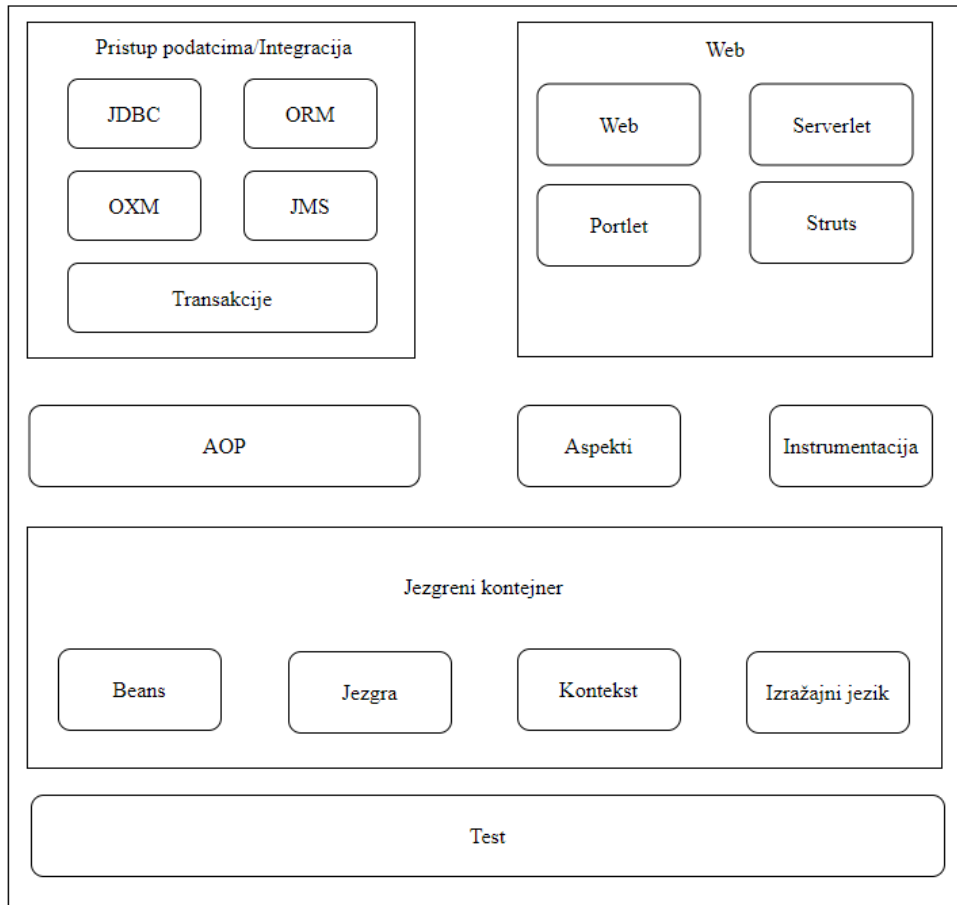 Pristup podatcima/Integracija
JDBC
ORM
OXM
JMS
Transakcije
Web
Web
Serverlet
Portlet
Struts
AOP
Aspekti
Instrumentacija
Jezgreni kontejner
Beans
Jezgra
Kontekst
Izražajni jezik
Test